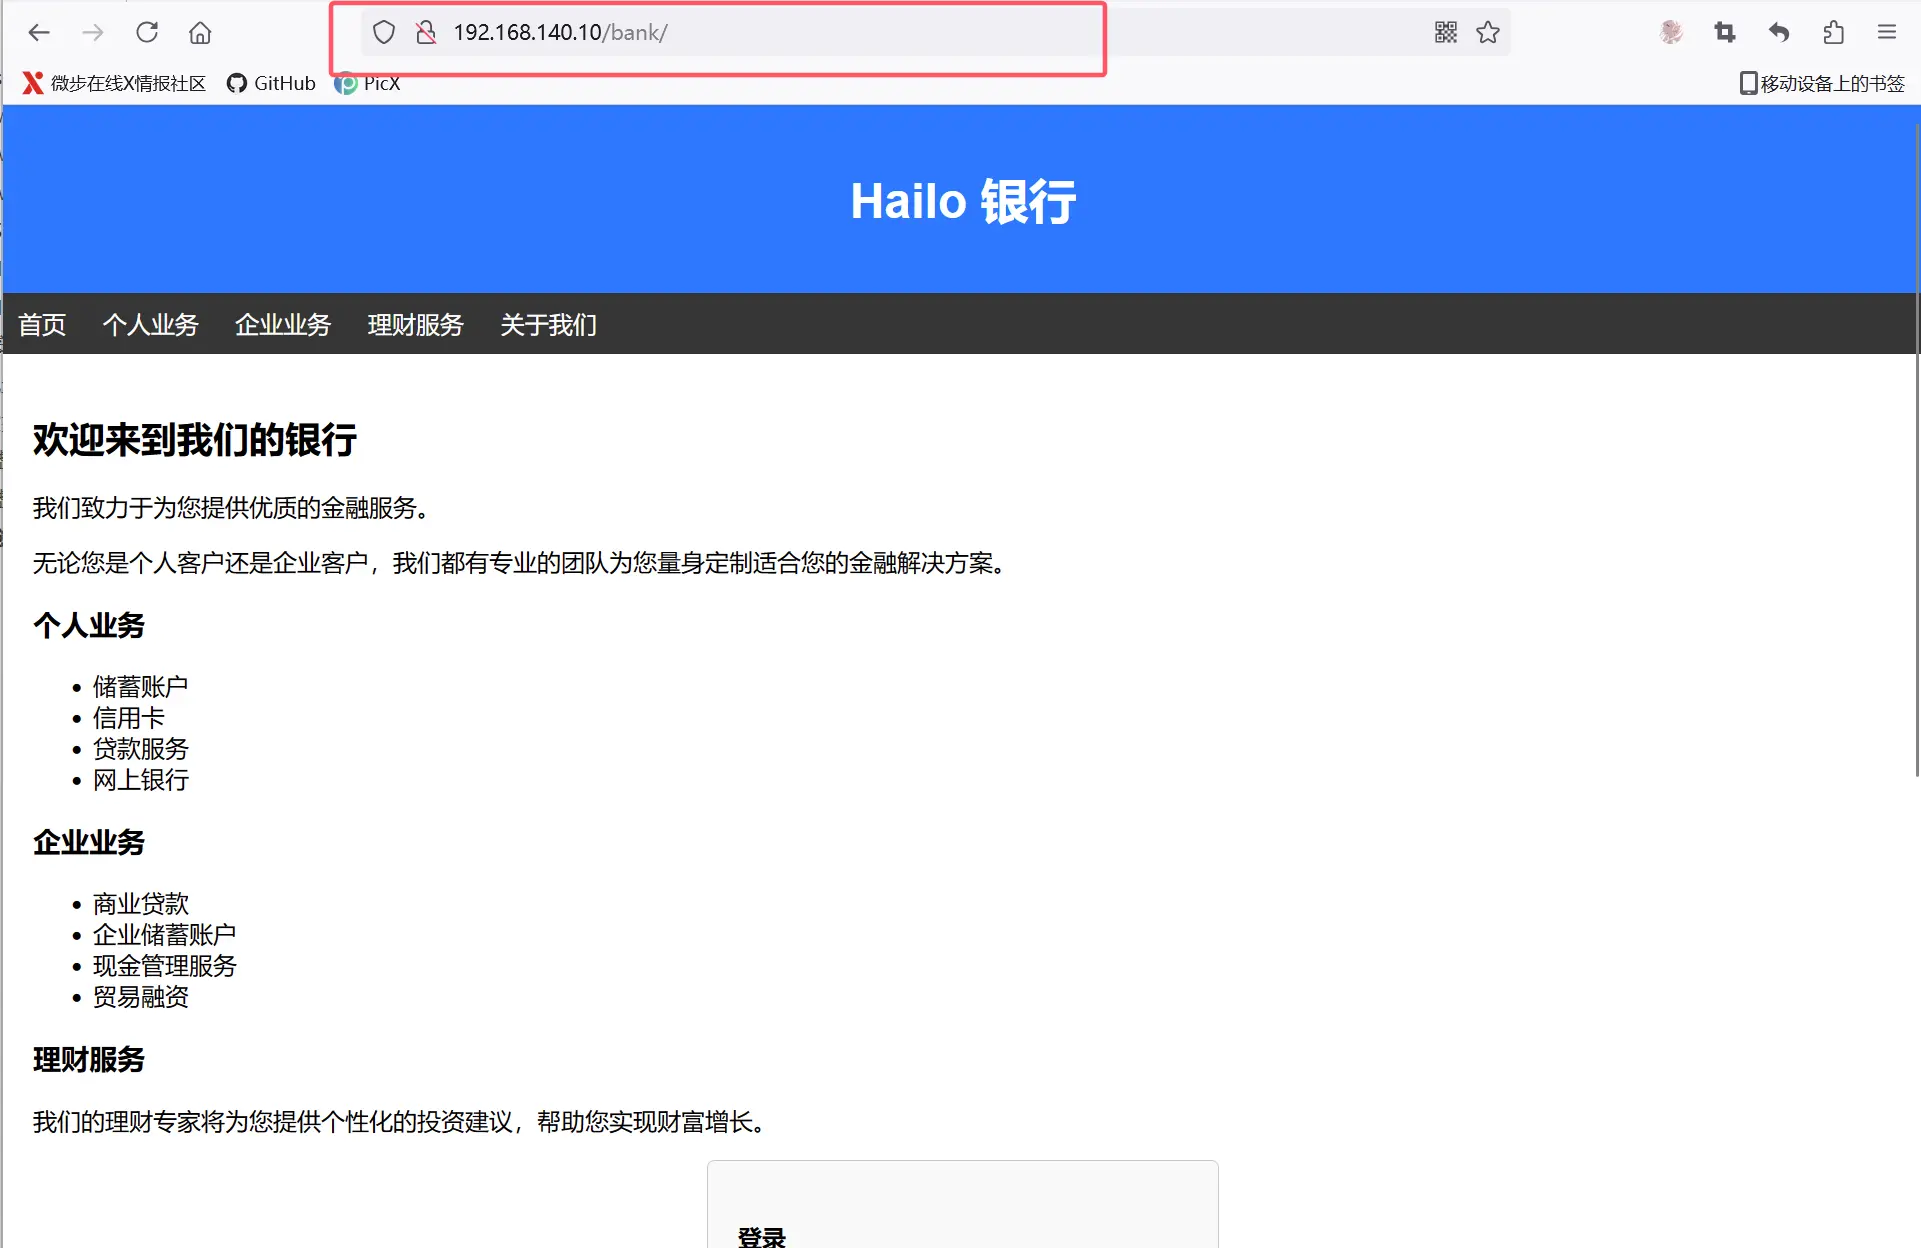 192.168.140.10/bank/
微步在线X情报社区 GitHub PicX 移动设备上的书签
Hailo 银行
首页 个人业务 企业业务 理财服务 关于我们
欢迎来到我们的银行
我们致力于为您提供优质的金融服务。
无论您是个人客户还是企业客户，我们都有专业的团队为您量身定制适合您的金融解决方案。
个人业务
储蓄账户
信用卡
贷款服务
网上银行
企业业务
商业贷款
企业储蓄账户
现金管理服务
贸易融资
理财服务
我们的理财专家将为您提供个性化的投资建议，帮助您实现财富增长。
登录